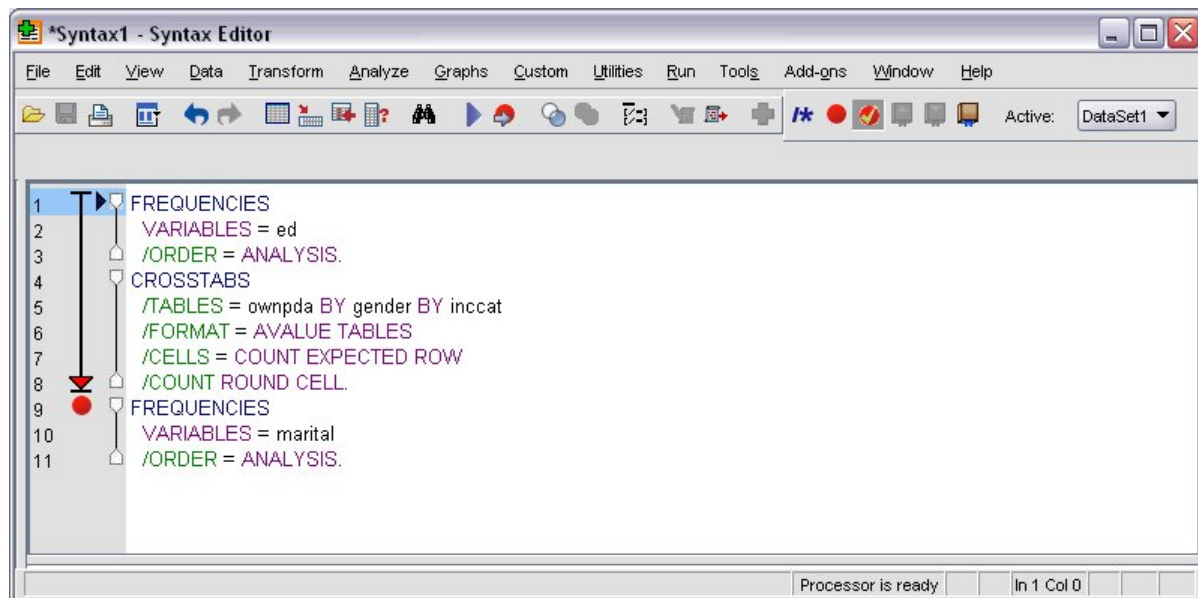 *Syntax1 - Syntax Editor
File Edit View Data Transform Analyze Graphs Custom Utilities Run Tools Add-ons Window Help
/* Active: DataSet1
1 FREQUENCIES
2 VARIABLES = ed
3 /ORDER = ANALYSIS.
4 CROSSTABS
5 /TABLES = ownpda BY gender BY inccat
6 /FORMAT = AVALUE TABLES
7 /CELLS = COUNT EXPECTED ROW
8 /COUNT ROUND CELL.
9 FREQUENCIES
10 VARIABLES = marital
11 /ORDER = ANALYSIS.
Processor is ready In 1 Col 0